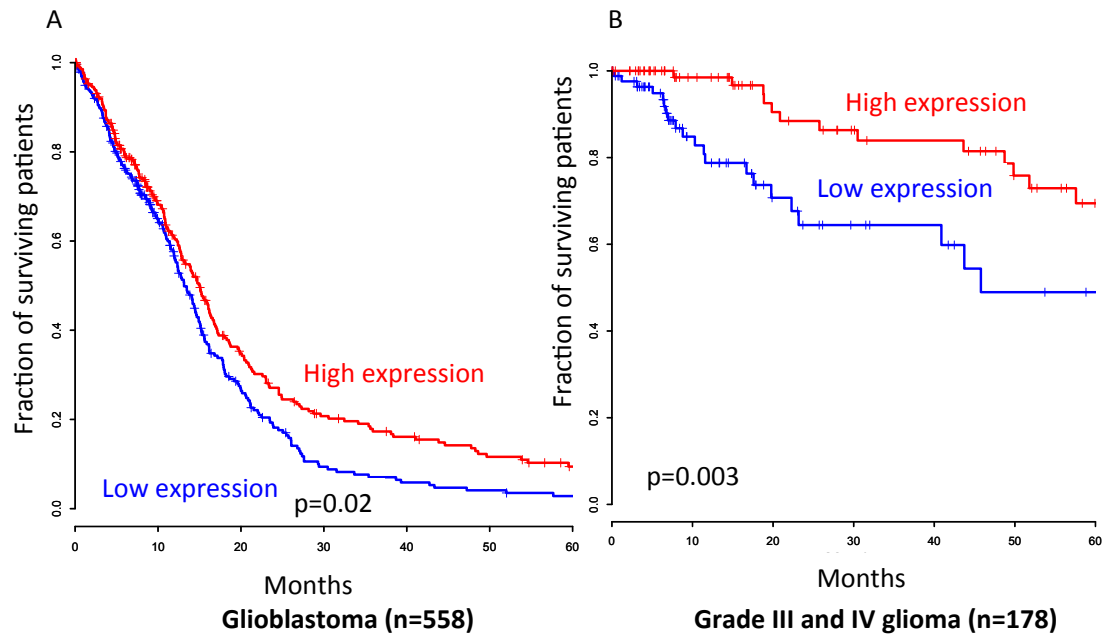 A
Fraction of surviving patients
1.0
0.8
0.6
0.4
0.2
0.0
High expression
Low expression
p=0.02
0 10 20 30 40 50 60
Months
Glioblastoma (n=558)
B
Fraction of surviving patients
1.0
0.8
0.6
0.4
0.2
0.0
High expression
Low expression
p=0.003
0 10 20 30 40 50 60
Months
Grade III and IV glioma (n=178)